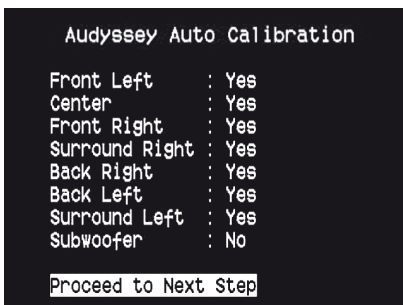 Audyssey Auto Calibration
Front Left : Yes
Center : Yes
Front Right : Yes
Surround Right : Yes
Back Right : Yes
Back Left : Yes
Surround Left : Yes
Subwoofer : No
Proceed to Next Step